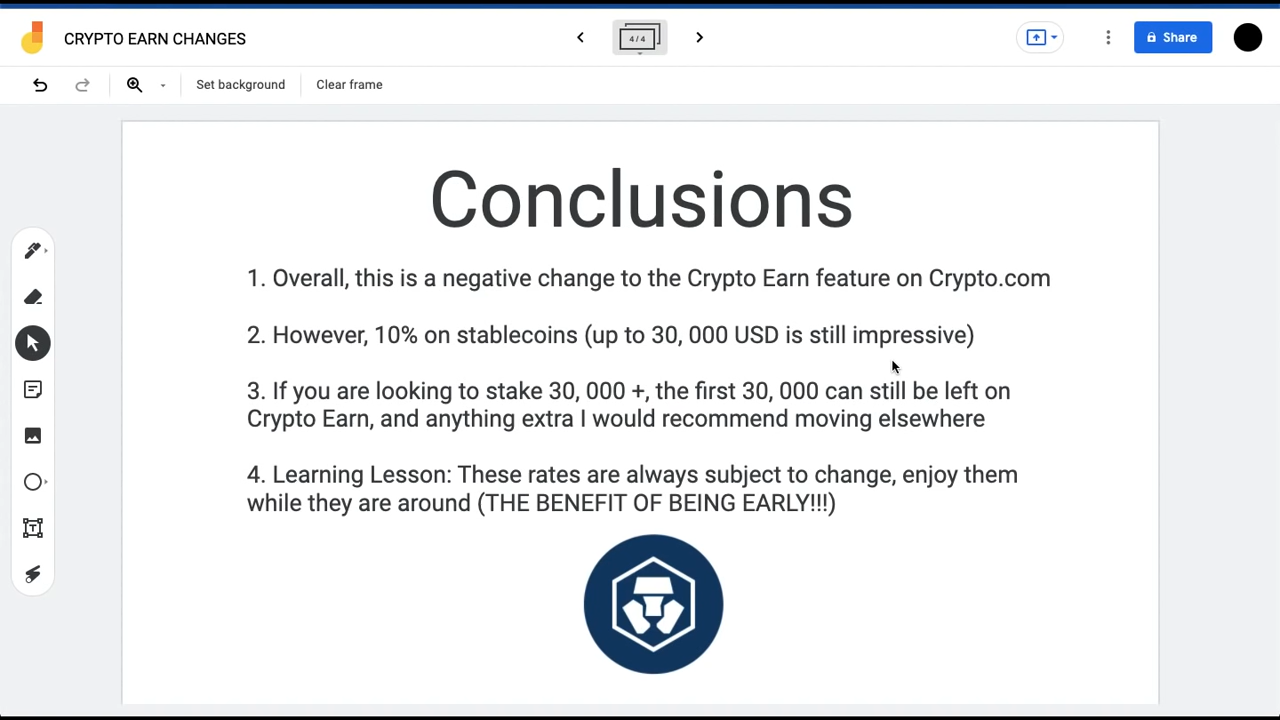 CRYPTO EARN CHANGES
4 / 4
Share
Set background
Clear frame
Conclusions
1. Overall, this is a negative change to the Crypto Earn feature on Crypto.com
2. However, 10% on stablecoins (up to 30, 000 USD is still impressive)
3. If you are looking to stake 30, 000 +, the first 30, 000 can still be left on
Crypto Earn, and anything extra I would recommend moving elsewhere
4. Learning Lesson: These rates are always subject to change, enjoy them
while they are around (THE BENEFIT OF BEING EARLY!!!)